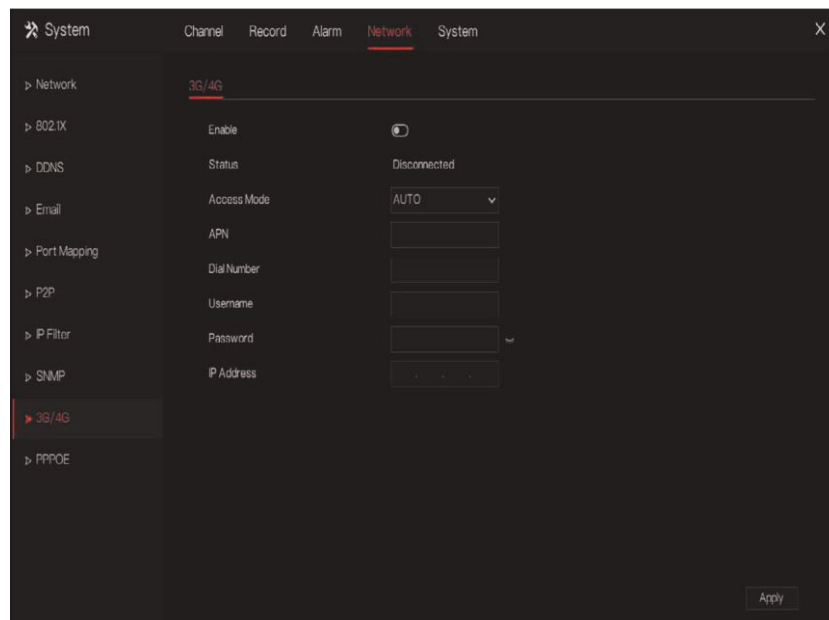 System
Channel Record Alarm Network System X
Network
802.1X
DDNS
Email
Port Mapping
P2P
IP Filter
SNMP
3G/4G
PPPOE
3G/4G
Enable
Status Disconnected
Access Mode AUTO
APN
Dial Number
Username
Password
IP Address . . .
Apply